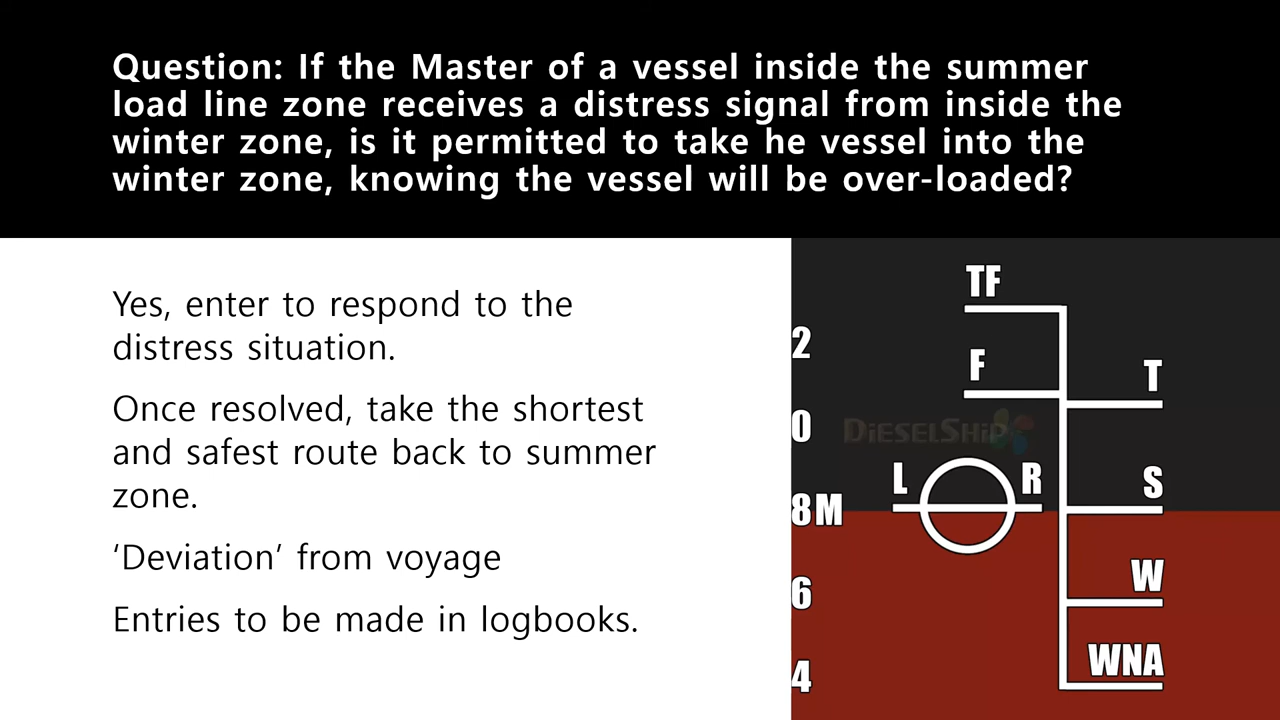 Question: If the Master of a vessel inside the summer
load line zone receives a distress signal from inside the
winter zone, is it permitted to take he vessel into the
winter zone, knowing the vessel will be over-loaded?
Yes, enter to respond to the
distress situation.
Once resolved, take the shortest
and safest route back to summer
zone.
‘Deviation’ from voyage
Entries to be made in logbooks.
TF
2
F
T
0
DIESELSHIP
L
R
S
8M
W
6
WNA
4